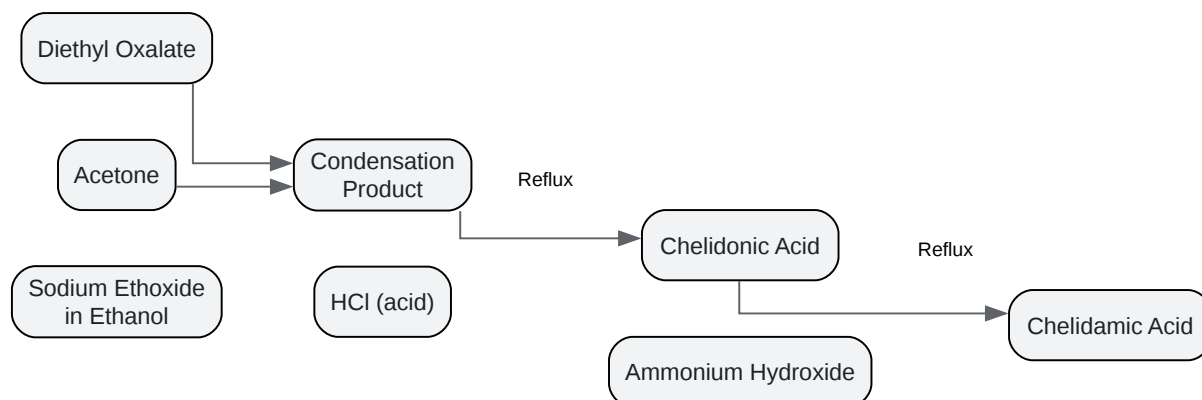 Diethyl Oxalate
Acetone
Condensation
Product
Reflux
Chelidonic Acid
Reflux
Sodium Ethoxide
in Ethanol
HCl (acid)
Chelidamic Acid
Ammonium Hydroxide